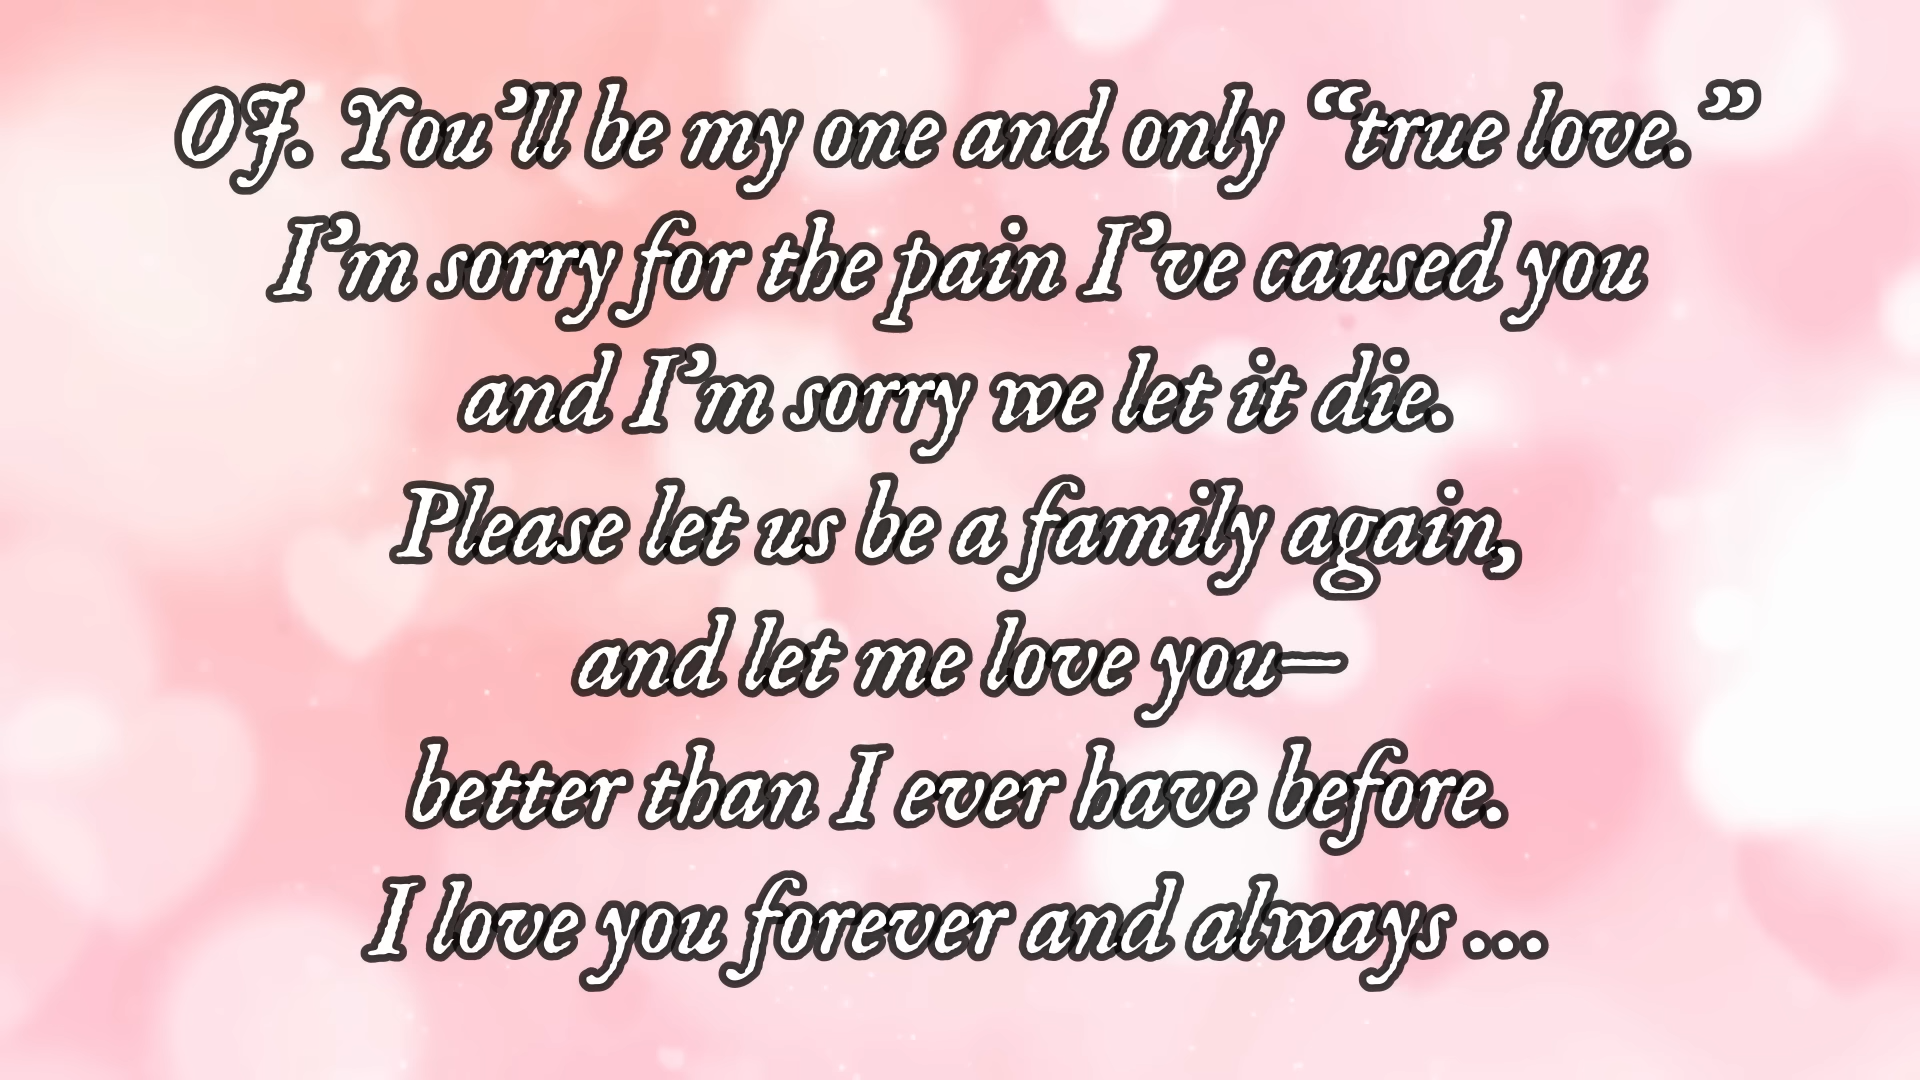 OJ. You’ll be my one and only “true love.”
I’m sorry for the pain I’ve caused you
and I’m sorry we let it die.
Please let us be a family again,
and let me love you—
better than I ever have before.
I love you forever and always ...